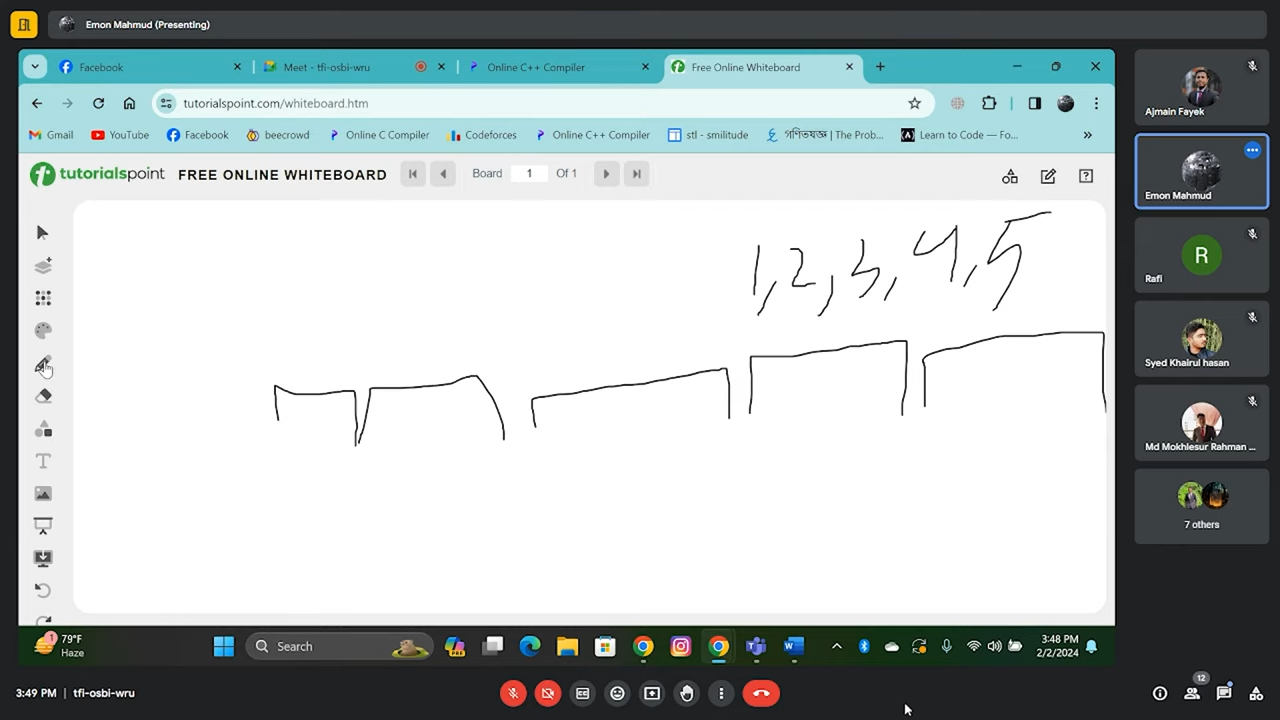 Emon Mahmud (Presenting)
Facebook
Meet - tfi-osbi-wru
Online C++ Compiler
Free Online Whiteboard
tutorialspoint.com/whiteboard.htm
Gmail YouTube Facebook beecrowd Online C Compiler Codeforces Online C++ Compiler stl - smilitude গণিতযজ্ঞ | The Prob... Learn to Code — Fo...
tutorialspoint FREE ONLINE WHITEBOARD Board 1 Of 1
1,2,3,4,5
Ajmain Fayek
Emon Mahmud
R
Rafi
Syed Khairul hasan
Md Mokhlesur Rahman ...
7 others
1 79°F
Haze
Search
3:48 PM
2/2/2024
3:49 PM | tfi-osbi-wru
12